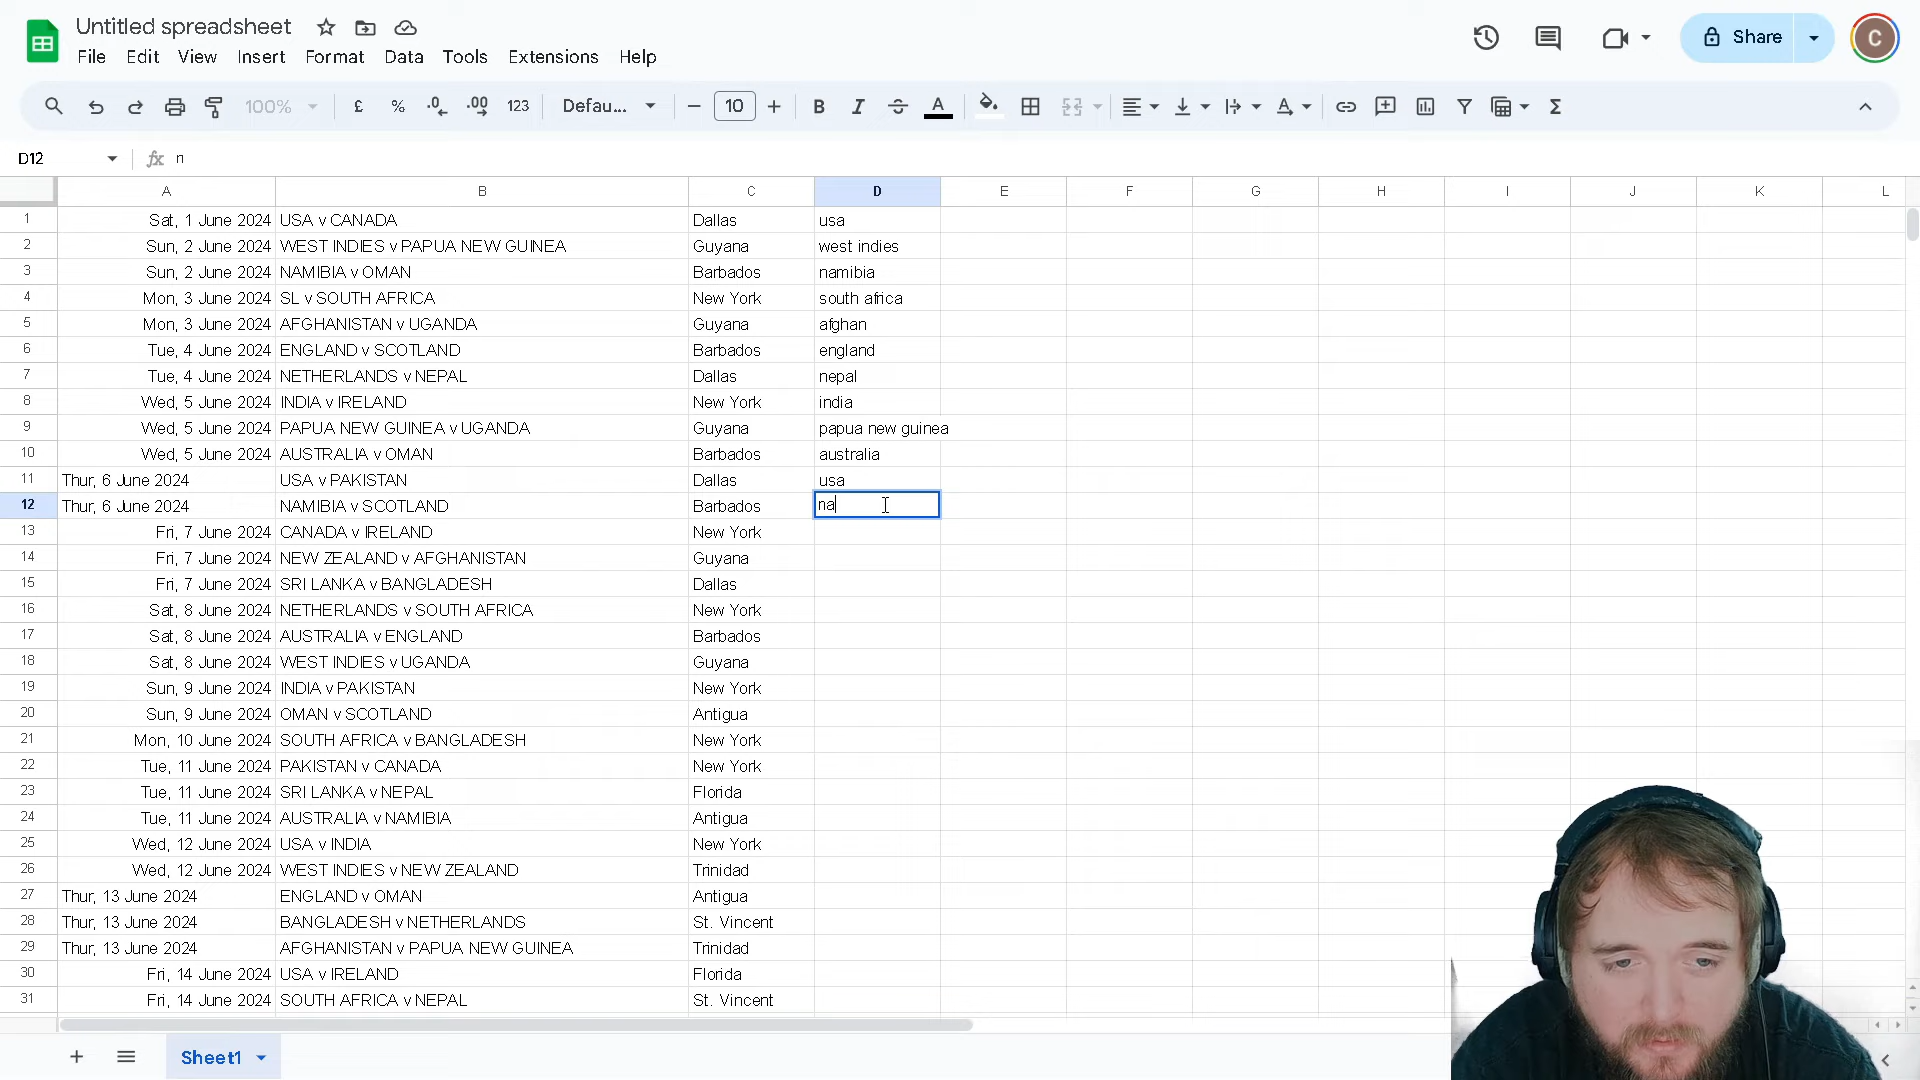 Untitled spreadsheet
File Edit View Insert Format Data Tools Extensions Help
Share
C
100% £ % .0 .00 123 Defau... 10 B I S A Σ
D12 fx n
A B C D E F G H I J K L
1 Sat, 1 June 2024 USA v CANADA Dallas usa
2 Sun, 2 June 2024 WEST INDIES v PAPUA NEW GUINEA Guyana west indies
3 Sun, 2 June 2024 NAMIBIA v OMAN Barbados namibia
4 Mon, 3 June 2024 SL v SOUTH AFRICA New York south africa
5 Mon, 3 June 2024 AFGHANISTAN v UGANDA Guyana afghan
6 Tue, 4 June 2024 ENGLAND v SCOTLAND Barbados england
7 Tue, 4 June 2024 NETHERLANDS v NEPAL Dallas nepal
8 Wed, 5 June 2024 INDIA v IRELAND New York india
9 Wed, 5 June 2024 PAPUA NEW GUINEA v UGANDA Guyana papua new guinea
10 Wed, 5 June 2024 AUSTRALIA v OMAN Barbados australia
11 Thur, 6 June 2024 USA v PAKISTAN Dallas usa
12 Thur, 6 June 2024 NAMIBIA v SCOTLAND Barbados na
13 Fri, 7 June 2024 CANADA v IRELAND New York
14 Fri, 7 June 2024 NEW ZEALAND v AFGHANISTAN Guyana
15 Fri, 7 June 2024 SRI LANKA v BANGLADESH Dallas
16 Sat, 8 June 2024 NETHERLANDS v SOUTH AFRICA New York
17 Sat, 8 June 2024 AUSTRALIA v ENGLAND Barbados
18 Sat, 8 June 2024 WEST INDIES v UGANDA Guyana
19 Sun, 9 June 2024 INDIA v PAKISTAN New York
20 Sun, 9 June 2024 OMAN v SCOTLAND Antigua
21 Mon, 10 June 2024 SOUTH AFRICA v BANGLADESH New York
22 Tue, 11 June 2024 PAKISTAN v CANADA New York
23 Tue, 11 June 2024 SRI LANKA v NEPAL Florida
24 Tue, 11 June 2024 AUSTRALIA v NAMIBIA Antigua
25 Wed, 12 June 2024 USA v INDIA New York
26 Wed, 12 June 2024 WEST INDIES v NEW ZEALAND Trinidad
27 Thur, 13 June 2024 ENGLAND v OMAN Antigua
28 Thur, 13 June 2024 BANGLADESH v NETHERLANDS St. Vincent
29 Thur, 13 June 2024 AFGHANISTAN v PAPUA NEW GUINEA Trinidad
30 Fri, 14 June 2024 USA v IRELAND Florida
31 Fri, 14 June 2024 SOUTH AFRICA v NEPAL St. Vincent
Sheet1